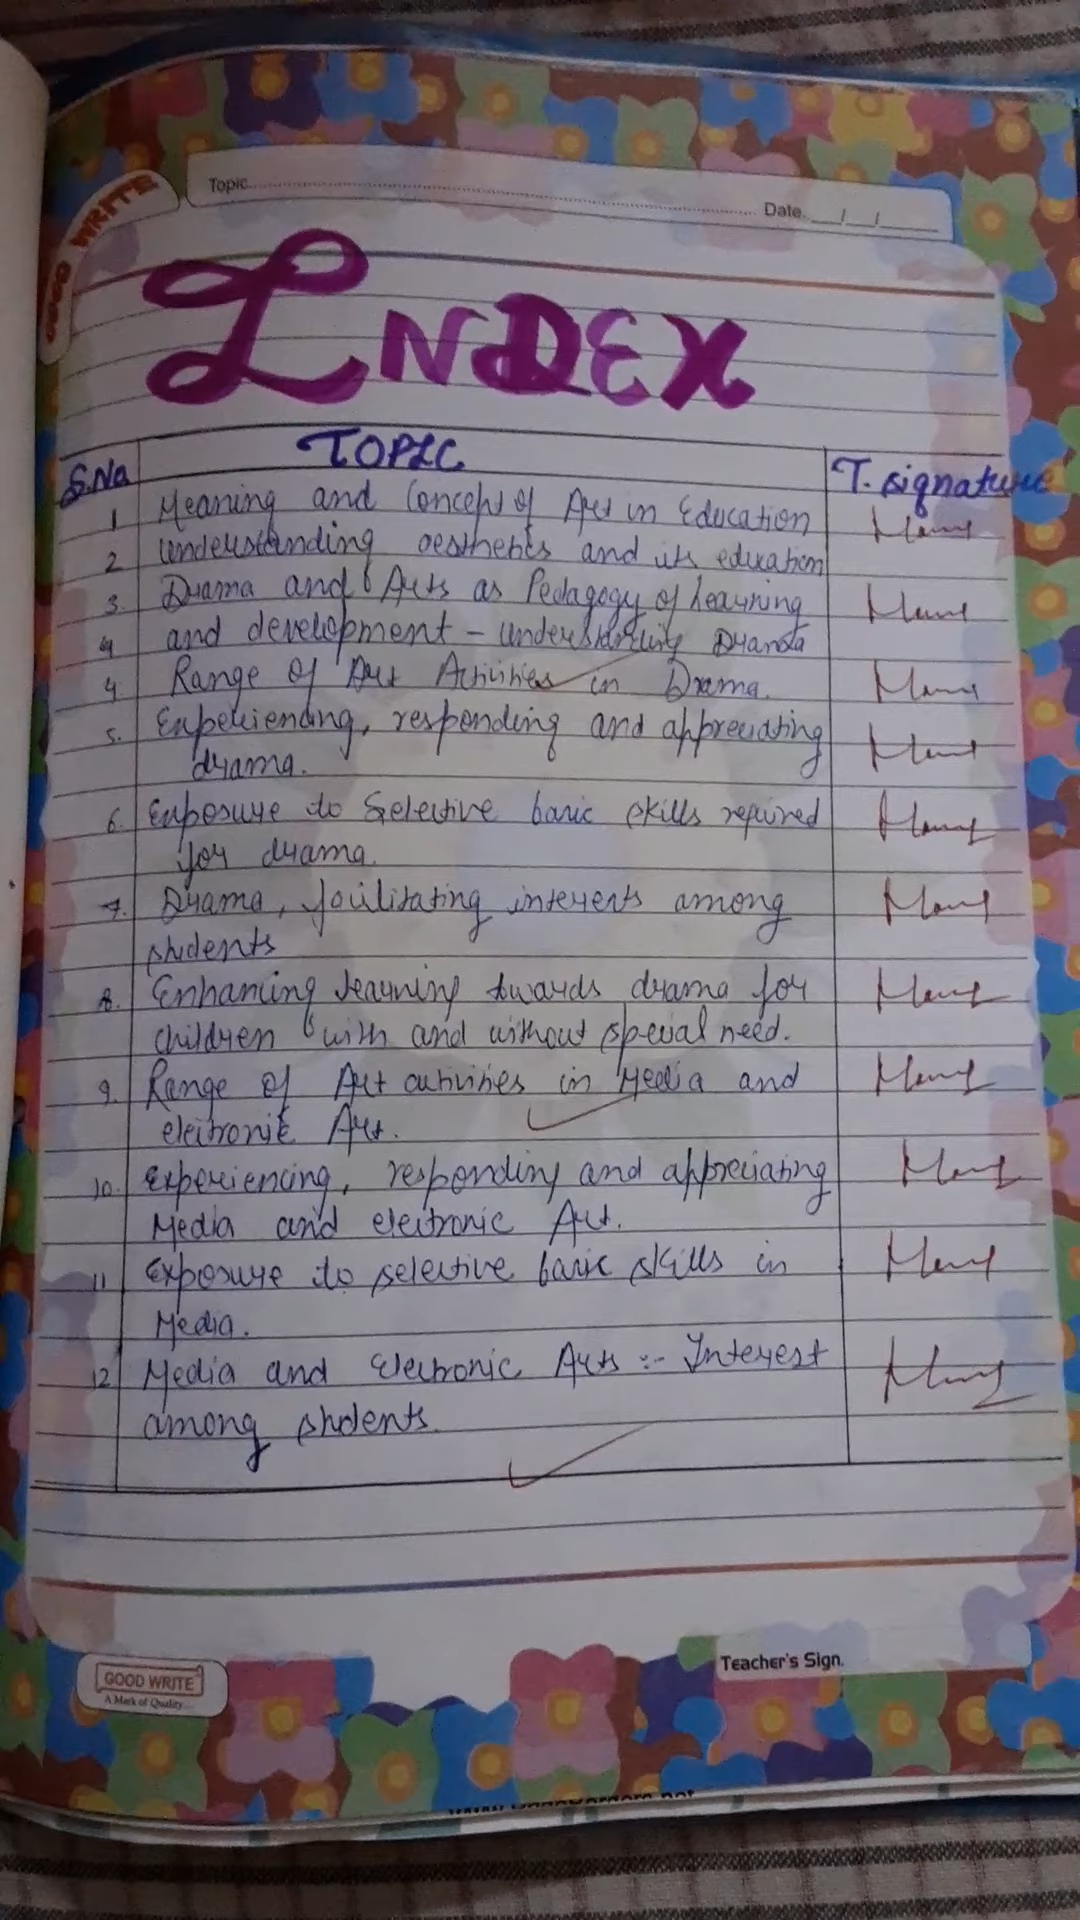 GOOD WRITE
Topic
Date / /
INDEX
S.No TOPIC T. signature
1 Meaning and Concept of Art in Education
2 Understanding aesthetics and its education
3. Drama and Arts as Pedagogy of Learning
4 and development - Understanding Drama
4 Range of Art Activities in Drama.
5. Experiencing, responding and appreciating
drama.
6. Exposure to Selective basic skills required
for drama.
7. Drama, facilitating interests among
students
8. Enhancing learning towards drama for
children with and without special need.
9. Range of Art activities in Media and
electronic Art.
10. Experiencing, responding and appreciating
Media and electronic Art.
11 Exposure to selective basic skills in
Media.
12 Media and Electronic Arts :- Interest
among students.
Teacher's Sign.
GOOD WRITE
A Mark of Quality...